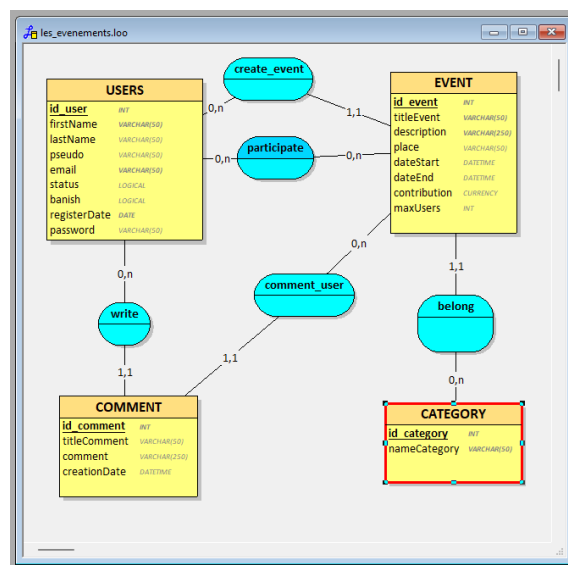 les_evenements.loo
create_event
USERS
id_user INT
firstName VARCHAR(50)
lastName VARCHAR(50)
pseudo VARCHAR(50)
email VARCHAR(50)
status LOGICAL
banish LOGICAL
registerDate DATE
password VARCHAR(50)
0,n
1,1
EVENT
id_event INT
titleEvent VARCHAR(50)
description VARCHAR(250)
place VARCHAR(50)
dateStart DATETIME
dateEnd DATETIME
contribution CURRENCY
maxUsers INT
0,n
participate
0,n
0,n
0,n
1,1
comment_user
write
belong
1,1
1,1
0,n
COMMENT
id_comment INT
titleComment VARCHAR(50)
comment VARCHAR(250)
creationDate DATETIME
CATEGORY
id_category INT
nameCategory VARCHAR(50)